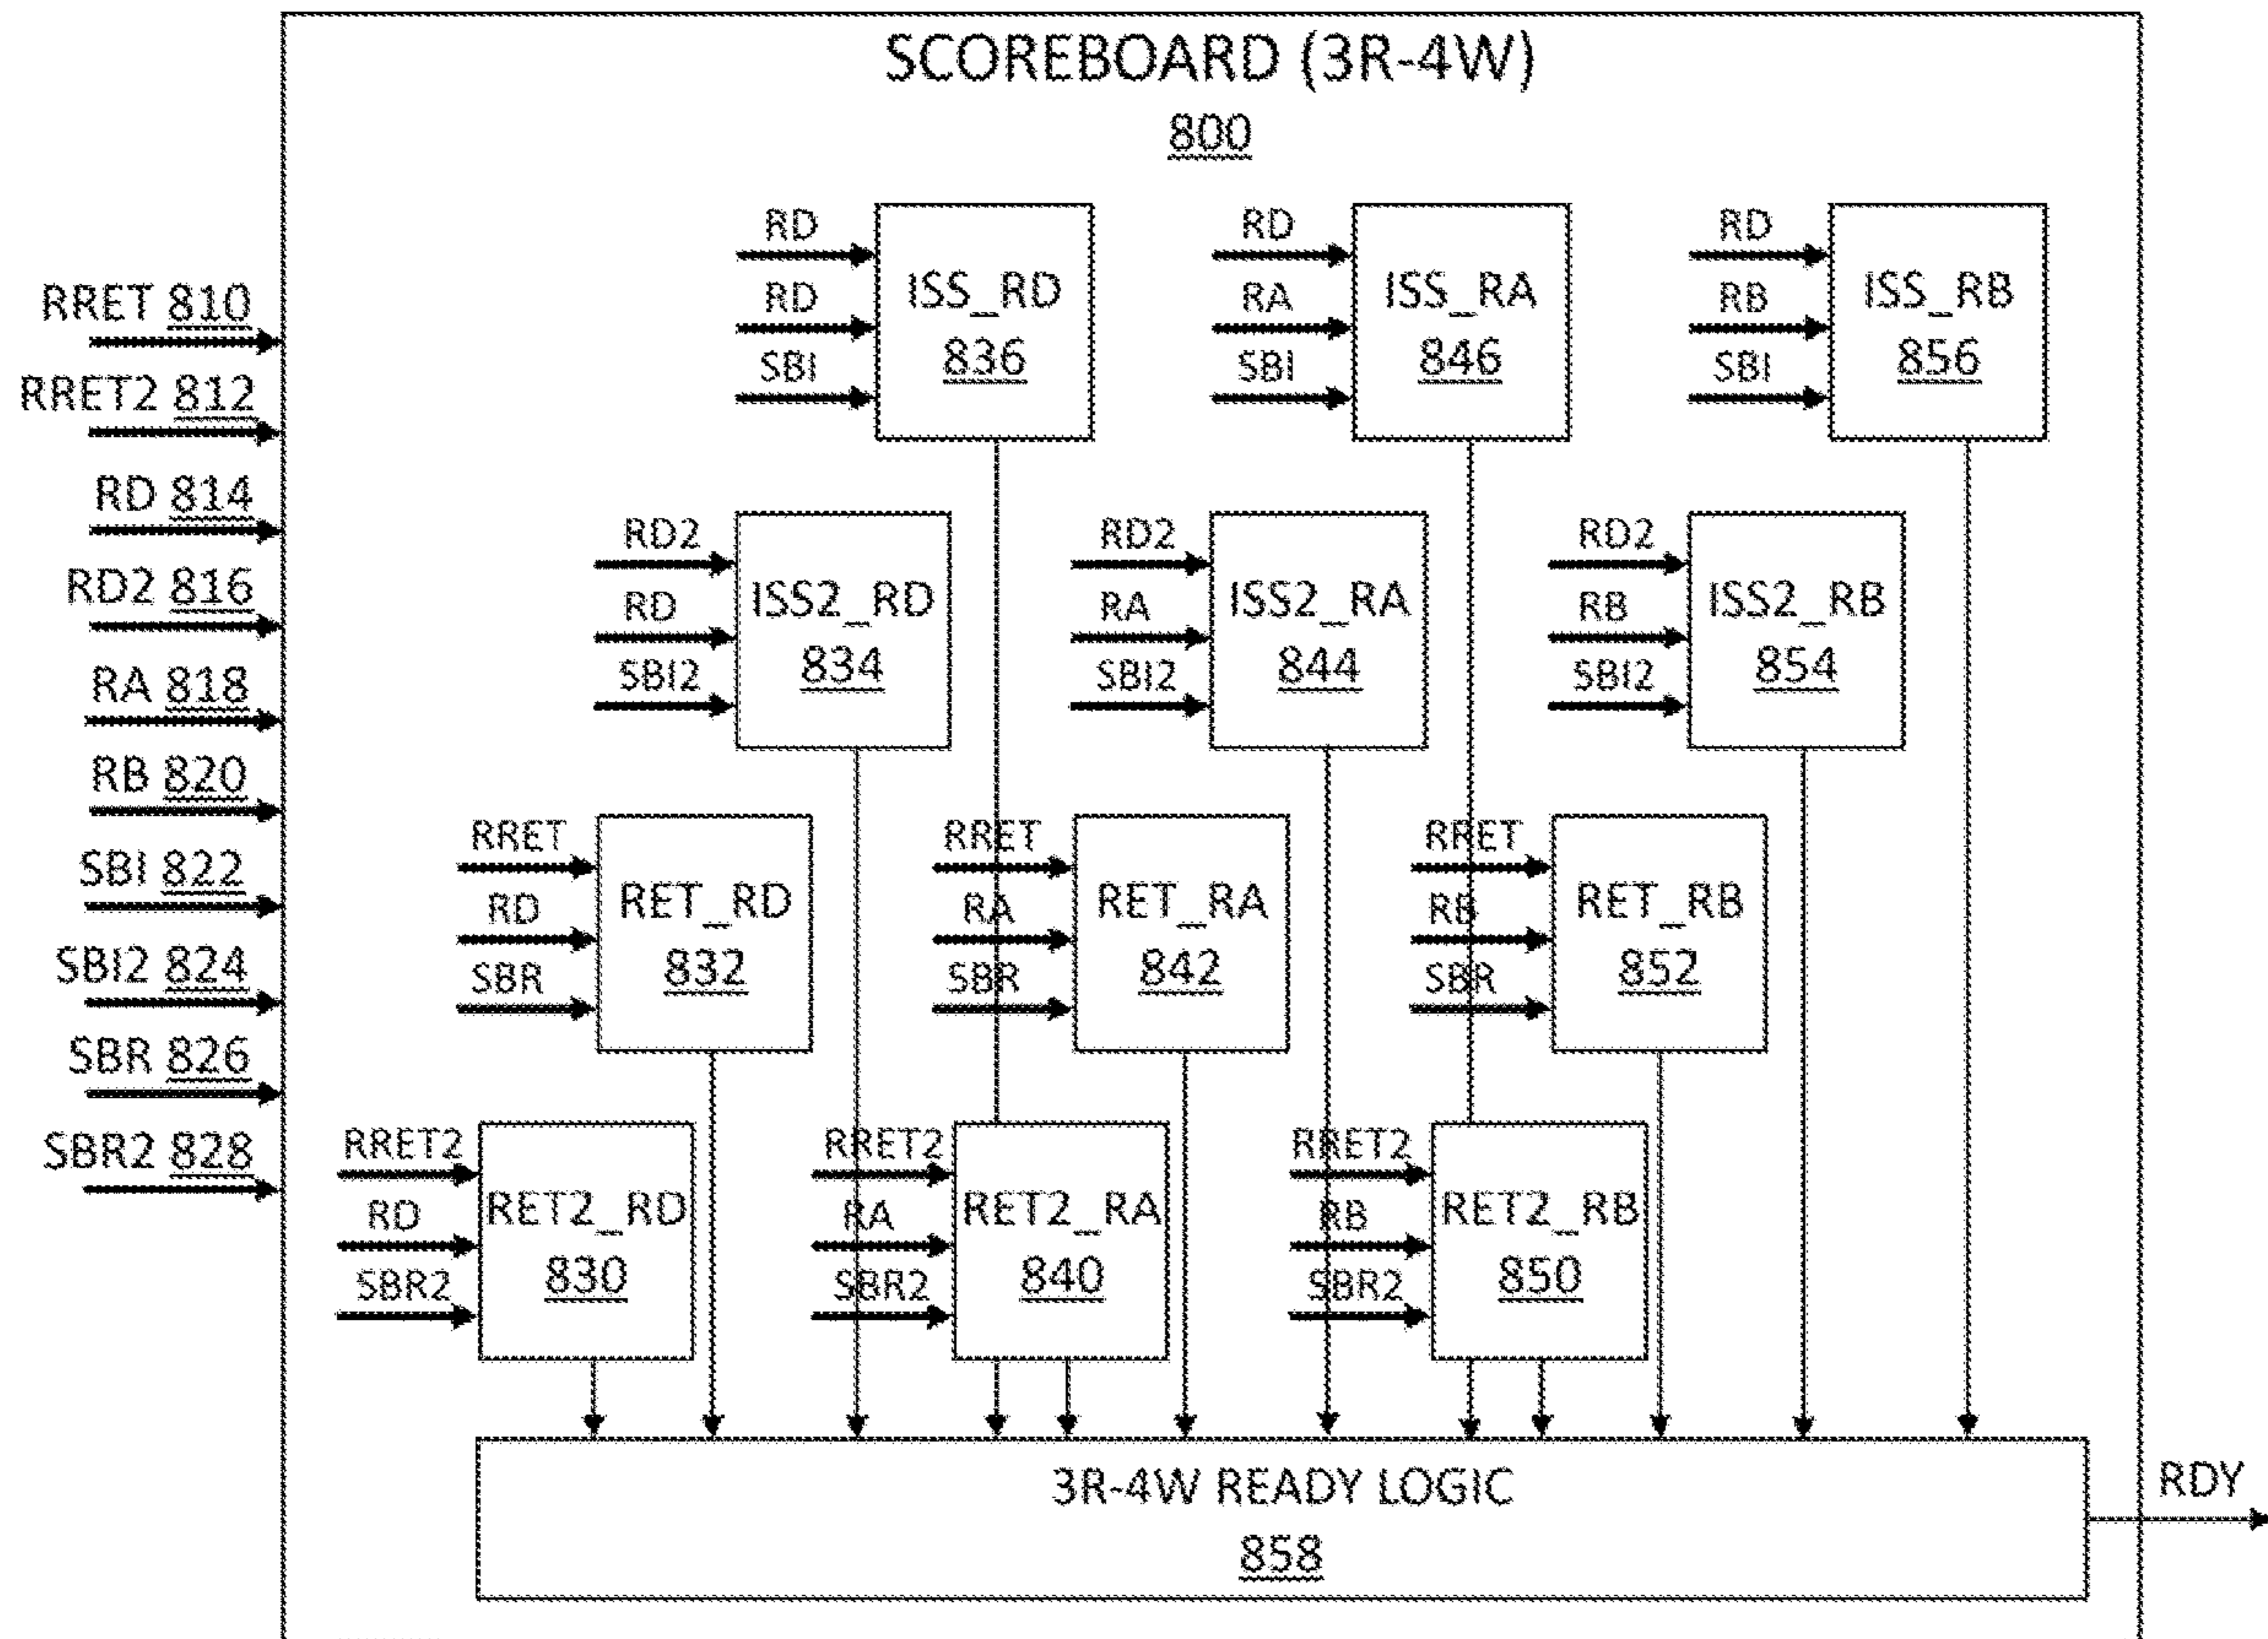 SCOREBOARD (3R-4W)
800
RRET 810
RRET2 812
RD 814
RD2 816
RA 818
RB 820
SBI 822
SBI2 824
SBR 826
SBR2 828
RD
RD
SBI
ISS_RD
836
RD
RA
SBI
ISS_RA
846
RD
RB
SBI
ISS_RB
856
RD2
RD
SBI2
ISS2_RD
834
RD2
RA
SBI2
ISS2_RA
844
RD2
RB
SBI2
ISS2_RB
854
RRET
RD
SBR
RET_RD
832
RRET
RA
SBR
RET_RA
842
RRET
RB
SBR
RET_RB
852
RRET2
RD
SBR2
RET2_RD
830
RRET2
RA
SBR2
RET2_RA
840
RRET2
RB
SBR2
RET2_RB
850
3R-4W READY LOGIC
858
RDY